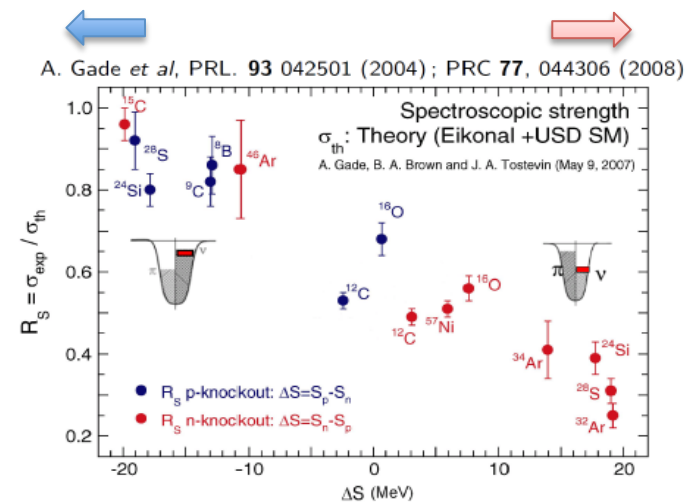 A. Gade et al, PRL. 93 042501 (2004) ; PRC 77, 044306 (2008)
Spectroscopic strength
σth: Theory (Eikonal +USD SM)
A. Gade, B. A. Brown and J. A. Tostevin (May 9, 2007)
1.0
0.8
0.6
0.4
0.2
RS = σexp / σth
15C
28S
24Si
8B
9C
46Ar
16O
12C
12C
57Ni
16O
34Ar
24Si
28S
32Ar
π
ν
π
ν
RS p-knockout: ΔS=Sp-Sn
RS n-knockout: ΔS=Sn-Sp
-20
-10
0
10
20
ΔS (MeV)